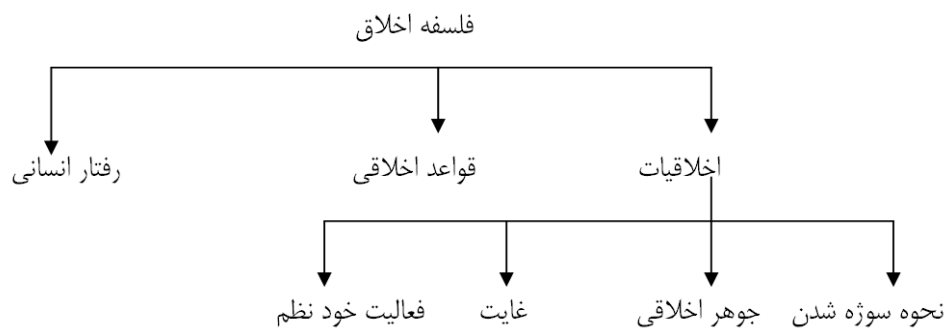 فلسفه اخلاق
اخلاقیات قواعد اخلاقی رفتار انسانی
نحوه سوژه شدن جوهر اخلاقی غایت فعالیت خود نظم